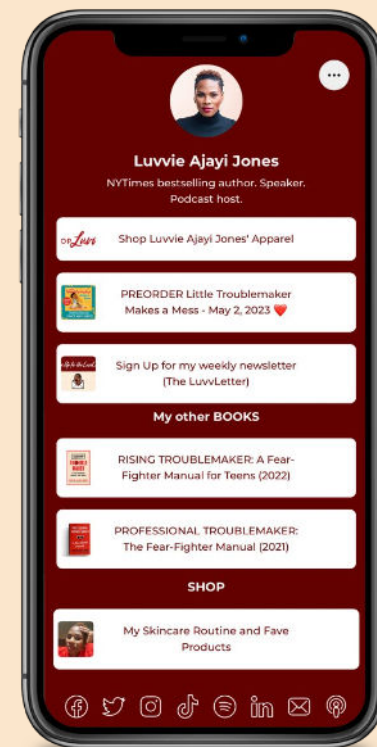 Luvvie Ajayi Jones
NYTimes bestselling author. Speaker.
Podcast host.
Luvv
Shop Luvvie Ajayi Jones' Apparel
PREORDER Little Troublemaker
Makes a Mess - May 2, 2023 ❤️
Sign Up for my weekly newsletter
(The LuvvLetter)
My other BOOKS
RISING TROUBLEMAKER: A Fear-
Fighter Manual for Teens (2022)
PROFESSIONAL TROUBLEMAKER:
The Fear-Fighter Manual (2021)
SHOP
My Skincare Routine and Fave
Products